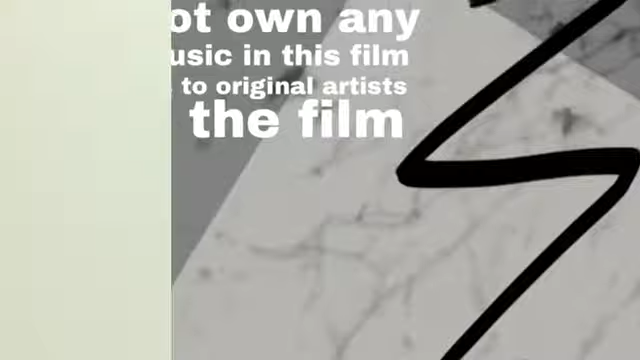 ot own any
usic in this film
to original artists
the film